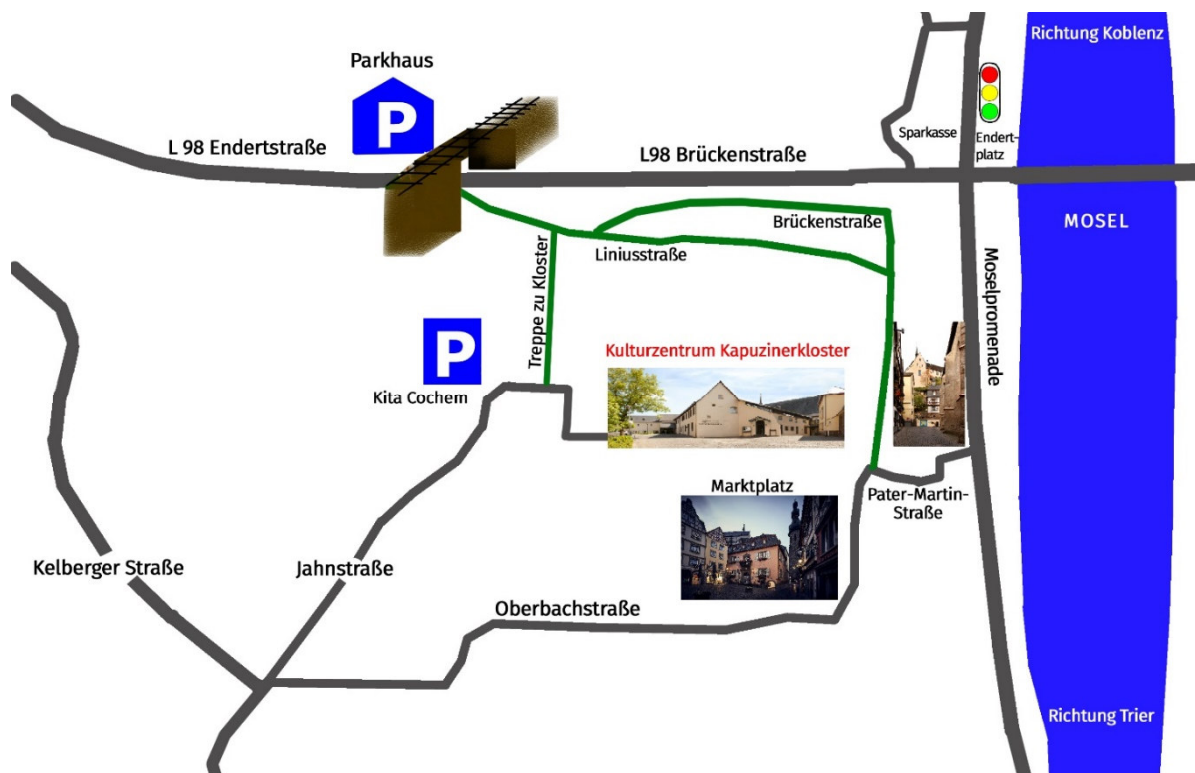 Richtung Koblenz
Parkhaus
P
L 98 Endertstraße
L98 Brückenstraße
Sparkasse
Endert-
platz
Brückenstraße
MOSEL
Liniusstraße
Treppe zu Kloster
Moselpromenade
P
Kita Cochem
Kulturzentrum Kapuzinerkloster
Marktplatz
Pater-Martin-
Straße
Kelberger Straße
Jahnstraße
Oberbachstraße
Richtung Trier